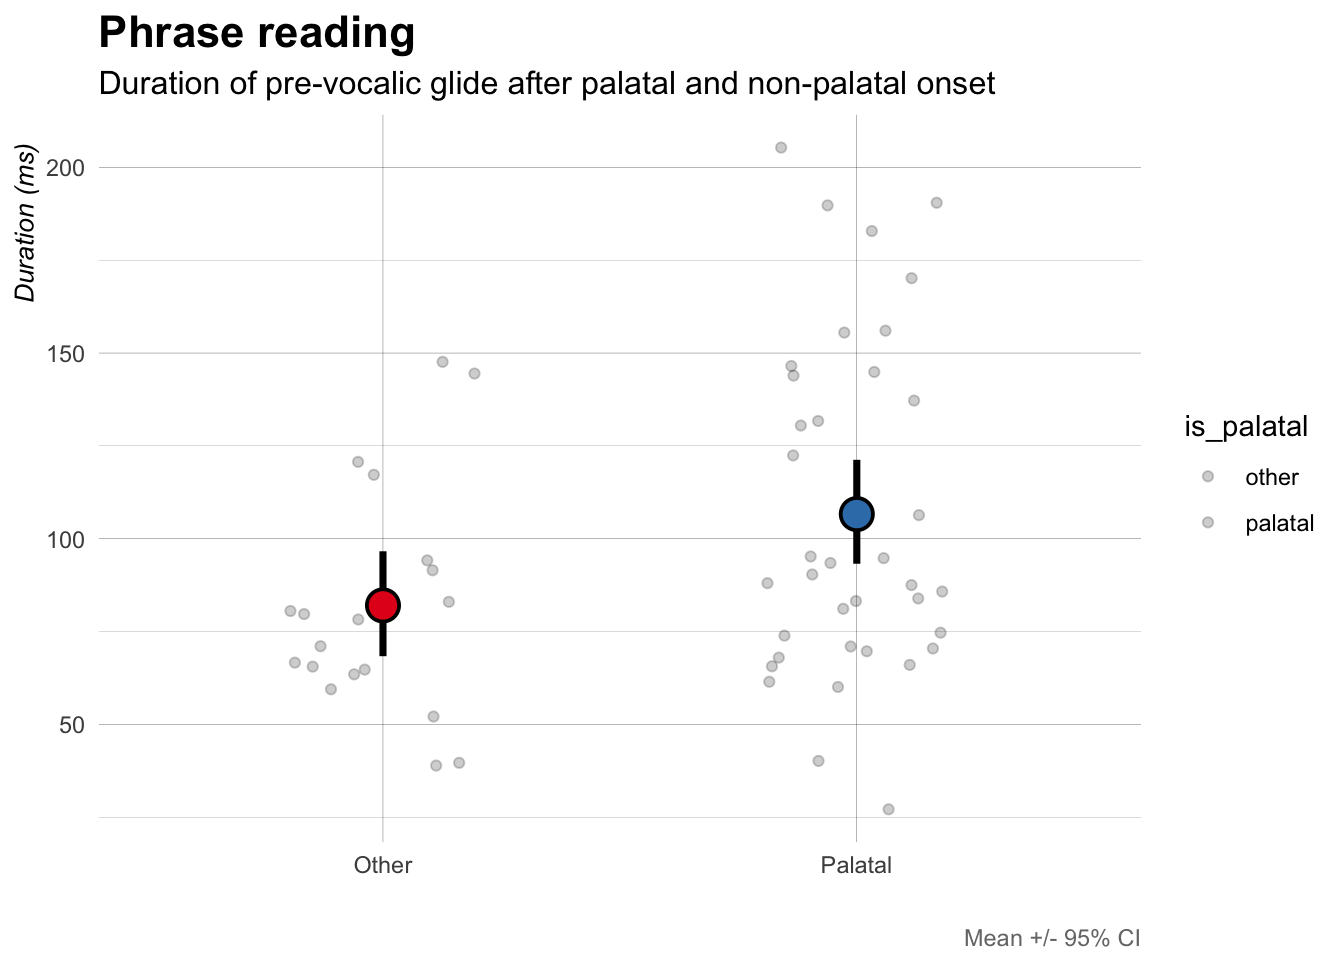 Phrase reading
Duration of pre-vocalic glide after palatal and non-palatal onset
Duration (ms)
200
150
100
50
Other
Palatal
is_palatal
other
palatal
Mean +/- 95% CI